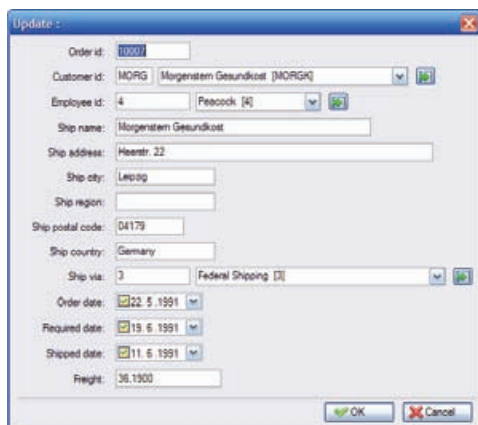 Update :
Order id: 10007
Customer id: MORG Morgenstern Gesundkost [MORGK]
Employee id: 4 Peacock [4]
Ship name: Morgenstern Gesundkost
Ship address: Heerstr. 22
Ship city: Leipzig
Ship region:
Ship postal code: 04179
Ship country: Germany
Ship via: 3 Federal Shipping [3]
Order date: 22. 5 .1991
Required date: 19. 6 .1991
Shipped date: 11. 6 .1991
Freight: 36.1900
OK Cancel